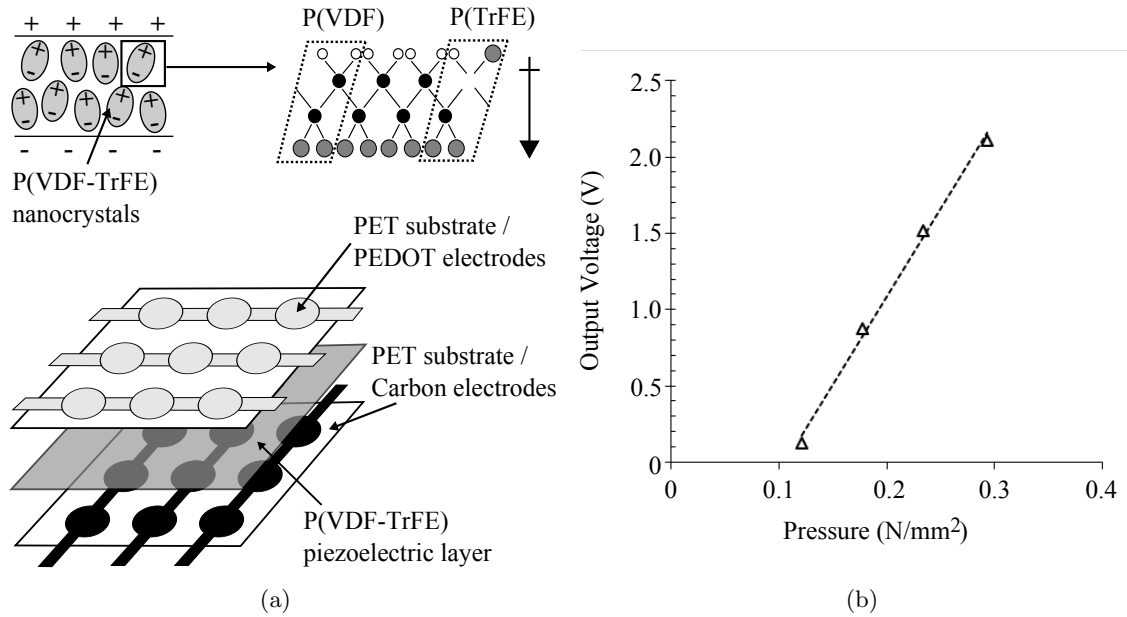 + + + +
P(VDF)
P(TrFE)
+ + + +
- - - -
+ + + + +
- - - - -
- - - -
P(VDF-TrFE)
nanocrystals
PET substrate /
PEDOT electrodes
PET substrate /
Carbon electrodes
P(VDF-TrFE)
piezoelectric layer
(a)
Output Voltage (V)
2.5
2.0
1.5
1.0
0.5
0
0 0.1 0.2 0.3 0.4
Pressure (N/mm²)
(b)